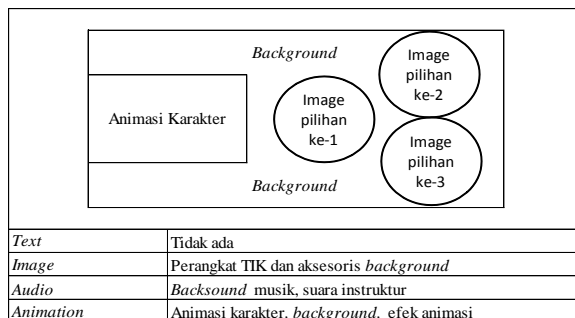 Background
Image
pilihan
ke-2
Animasi Karakter
Image
pilihan
ke-1
Image
pilihan
ke-3
Background
Text Tidak ada
Image Perangkat TIK dan aksesoris background
Audio Backsound musik, suara instruktur
Animation Animasi karakter, background, efek animasi